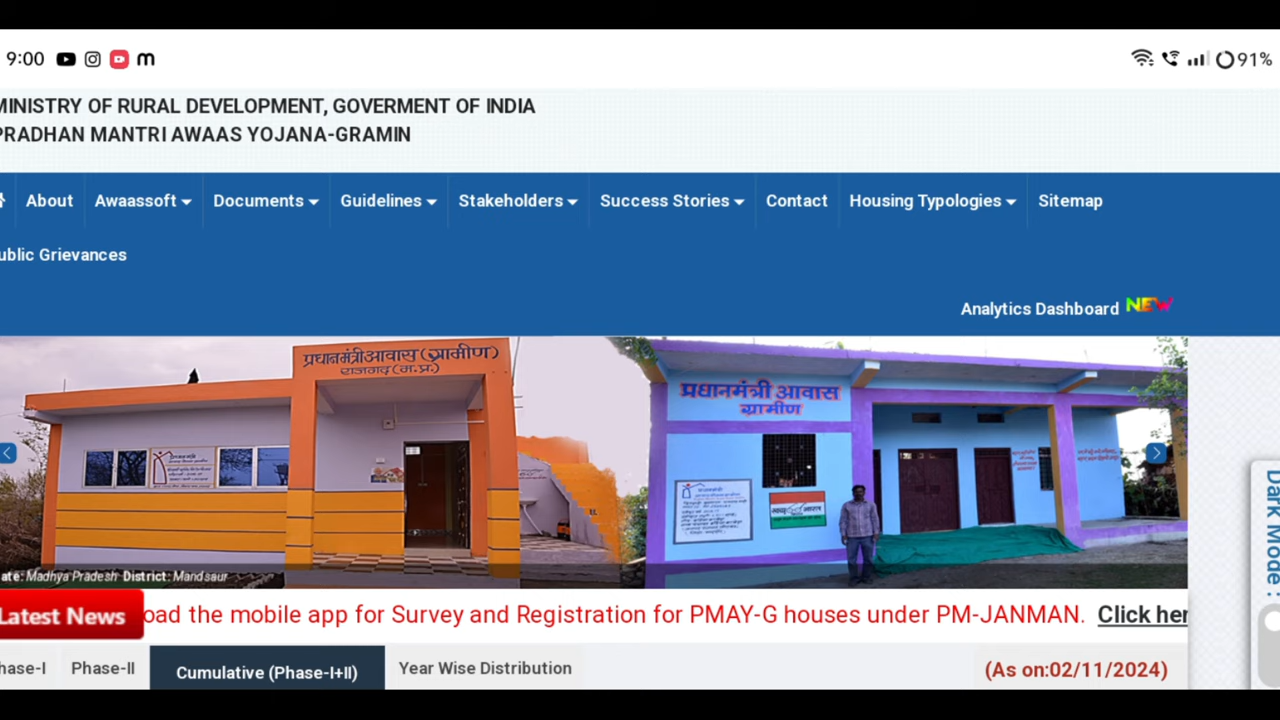 9:00
91%
MINISTRY OF RURAL DEVELOPMENT, GOVERMENT OF INDIA
PRADHAN MANTRI AWAAS YOJANA-GRAMIN
About Awaassoft Documents Guidelines Stakeholders Success Stories Contact Housing Typologies Sitemap
ublic Grievances
Analytics Dashboard NEW
प्रधानमंत्री आवास (ग्रामीण)
राजगढ़ (म.प्र.)
प्रधानमंत्री आवास
ग्रामीण
स्वच्छ भारत
ate: Madhya Pradesh District: Mandsaur
Dark Mode :
Latest News oad the mobile app for Survey and Registration for PMAY-G houses under PM-JANMAN. Click her
hase-I Phase-II Cumulative (Phase-I+II) Year Wise Distribution (As on:02/11/2024)